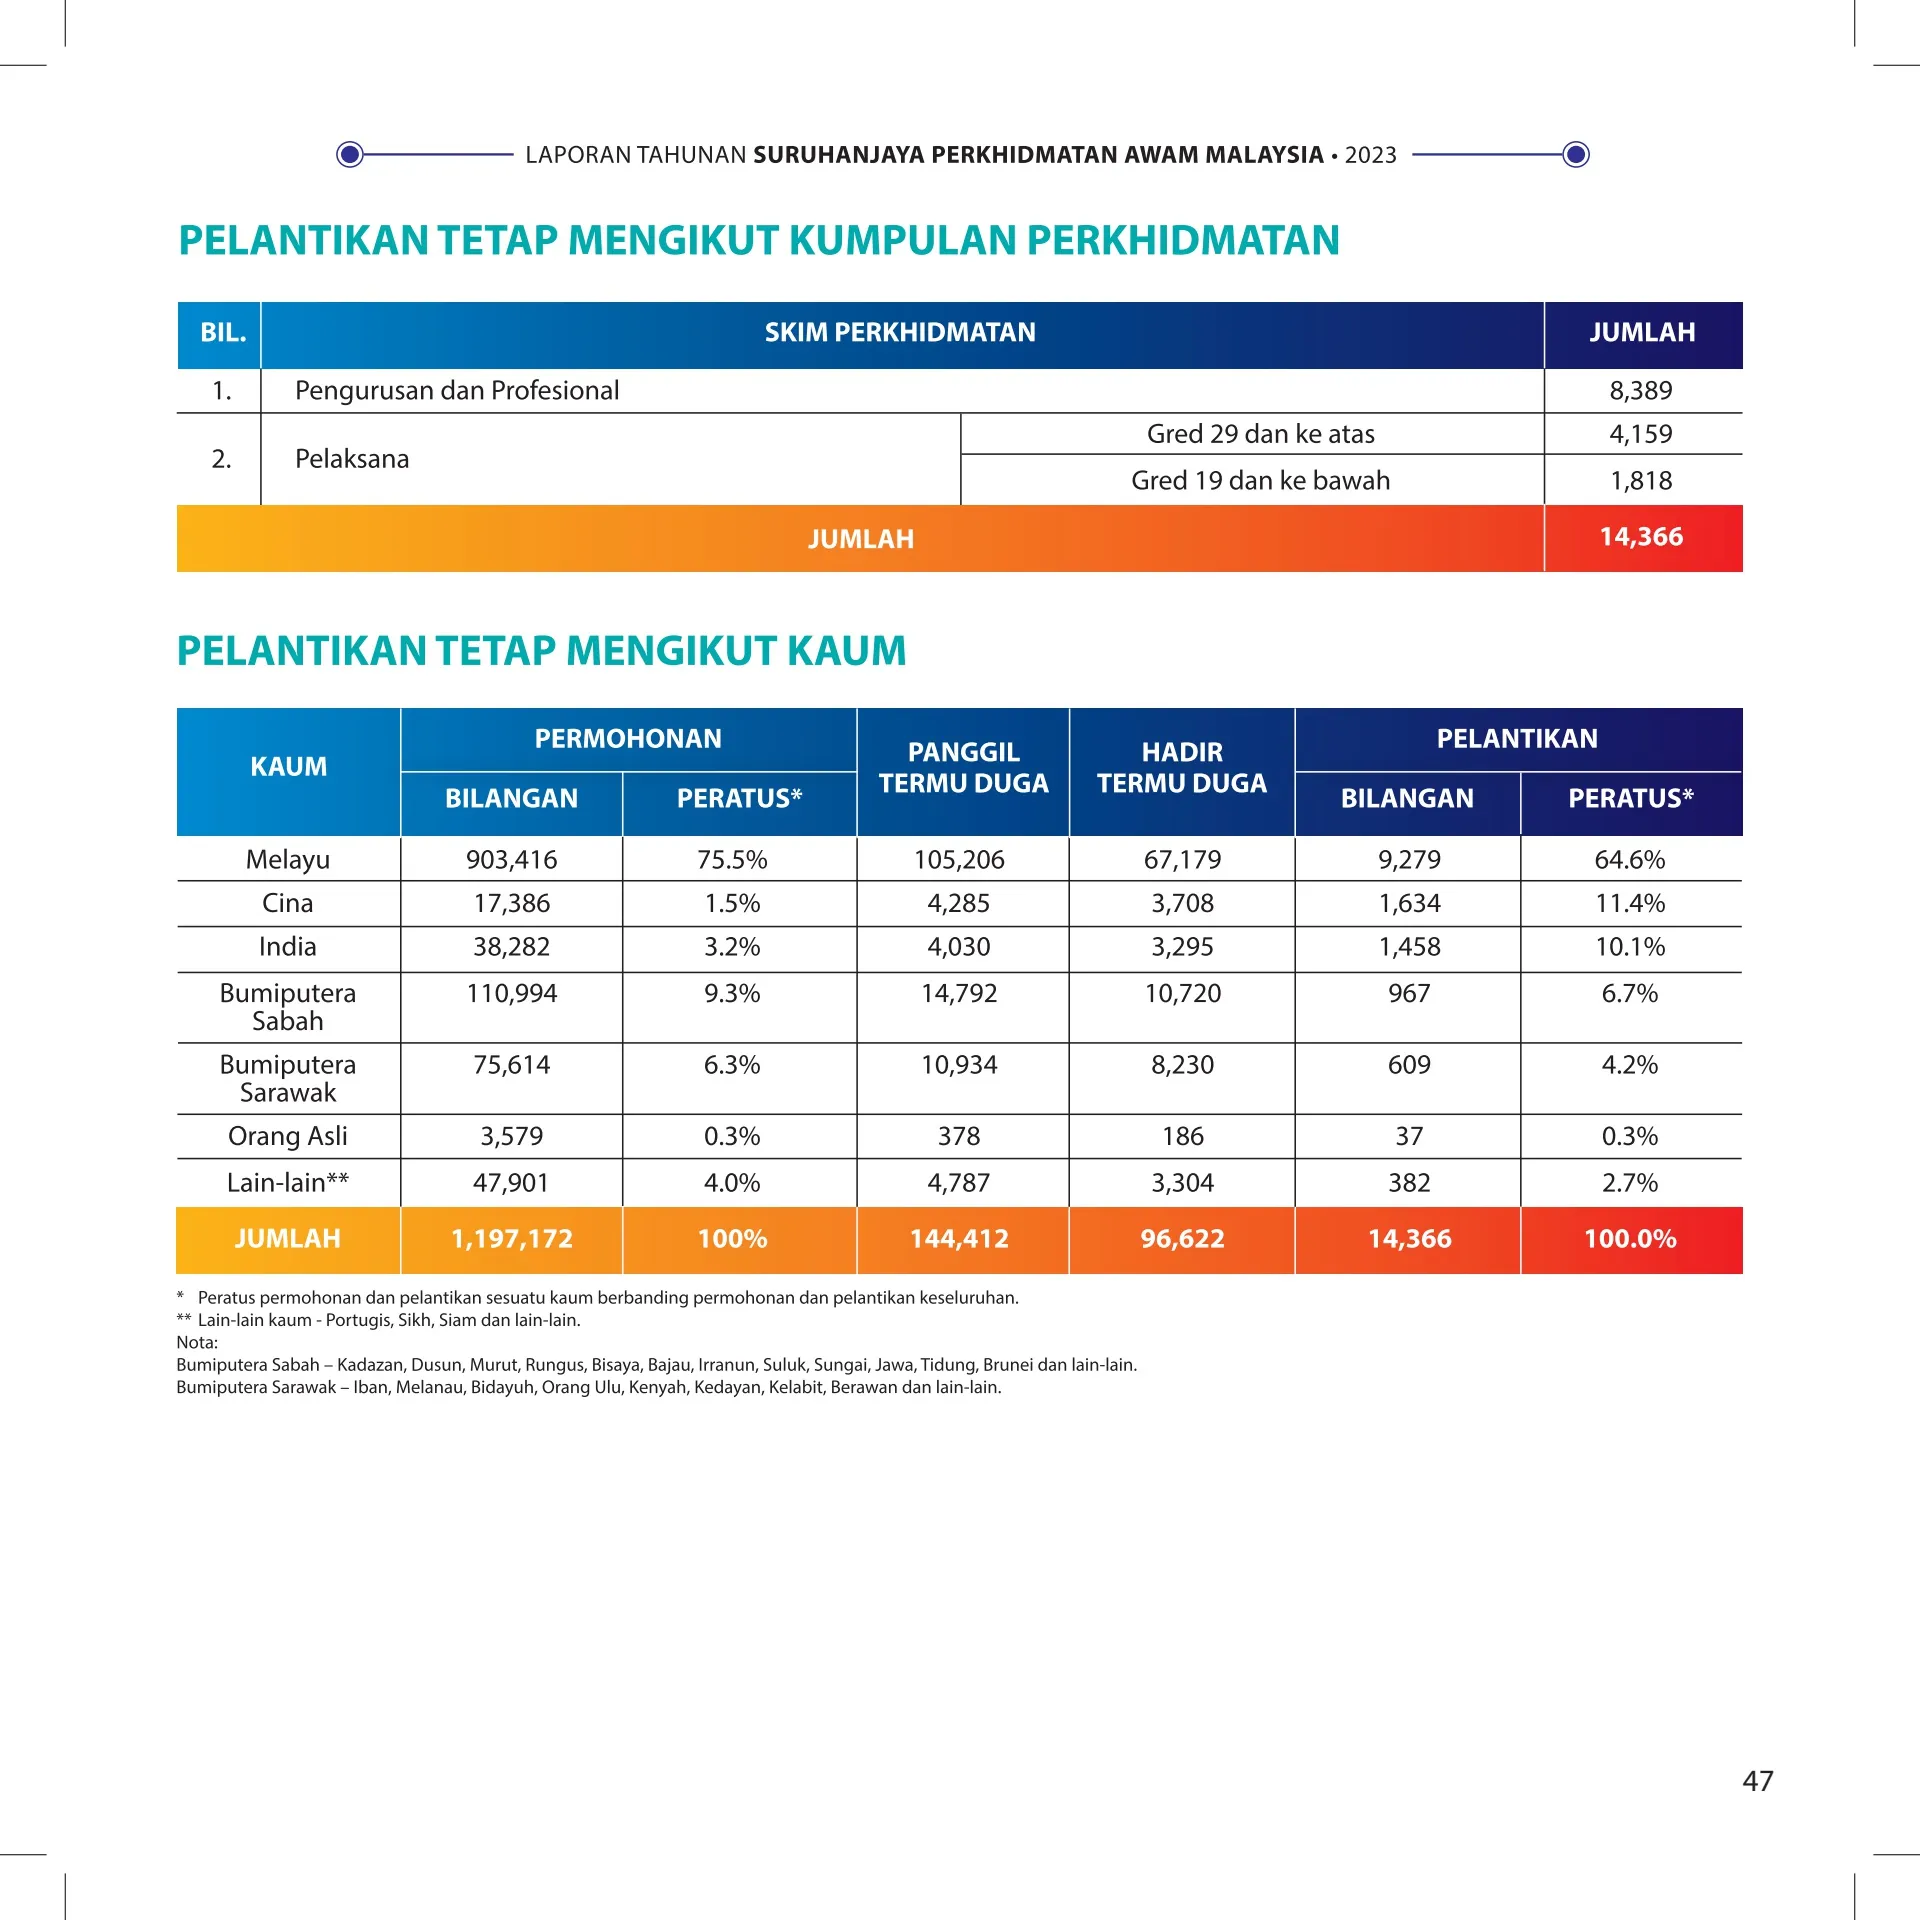 LAPORAN TAHUNAN SURUHANJAYA PERKHIDMATAN AWAM MALAYSIA • 2023
PELANTIKAN TETAP MENGIKUT KUMPULAN PERKHIDMATAN
BIL. SKIM PERKHIDMATAN JUMLAH
1. Pengurusan dan Profesional 8,389
2. Pelaksana Gred 29 dan ke atas 4,159
Gred 19 dan ke bawah 1,818
JUMLAH 14,366
PELANTIKAN TETAP MENGIKUT KAUM
KAUM PERMOHONAN PANGGIL TERMU DUGA HADIR TERMU DUGA PELANTIKAN
BILANGAN PERATUS* BILANGAN PERATUS*
Melayu 903,416 75.5% 105,206 67,179 9,279 64.6%
Cina 17,386 1.5% 4,285 3,708 1,634 11.4%
India 38,282 3.2% 4,030 3,295 1,458 10.1%
Bumiputera 110,994 9.3% 14,792 10,720 967 6.7%
Sabah
Bumiputera 75,614 6.3% 10,934 8,230 609 4.2%
Sarawak
Orang Asli 3,579 0.3% 378 186 37 0.3%
Lain-lain** 47,901 4.0% 4,787 3,304 382 2.7%
JUMLAH 1,197,172 100% 144,412 96,622 14,366 100.0%
* Peratus permohonan dan pelantikan sesuatu kaum berbanding permohonan dan pelantikan keseluruhan.
** Lain-lain kaum - Portugis, Sikh, Siam dan lain-lain.
Nota:
Bumiputera Sabah – Kadazan, Dusun, Murut, Rungus, Bisaya, Bajau, Irranun, Suluk, Sungai, Jawa, Tidung, Brunei dan lain-lain.
Bumiputera Sarawak – Iban, Melanau, Bidayuh, Orang Ulu, Kenyah, Kedayan, Kelabit, Berawan dan lain-lain.
47